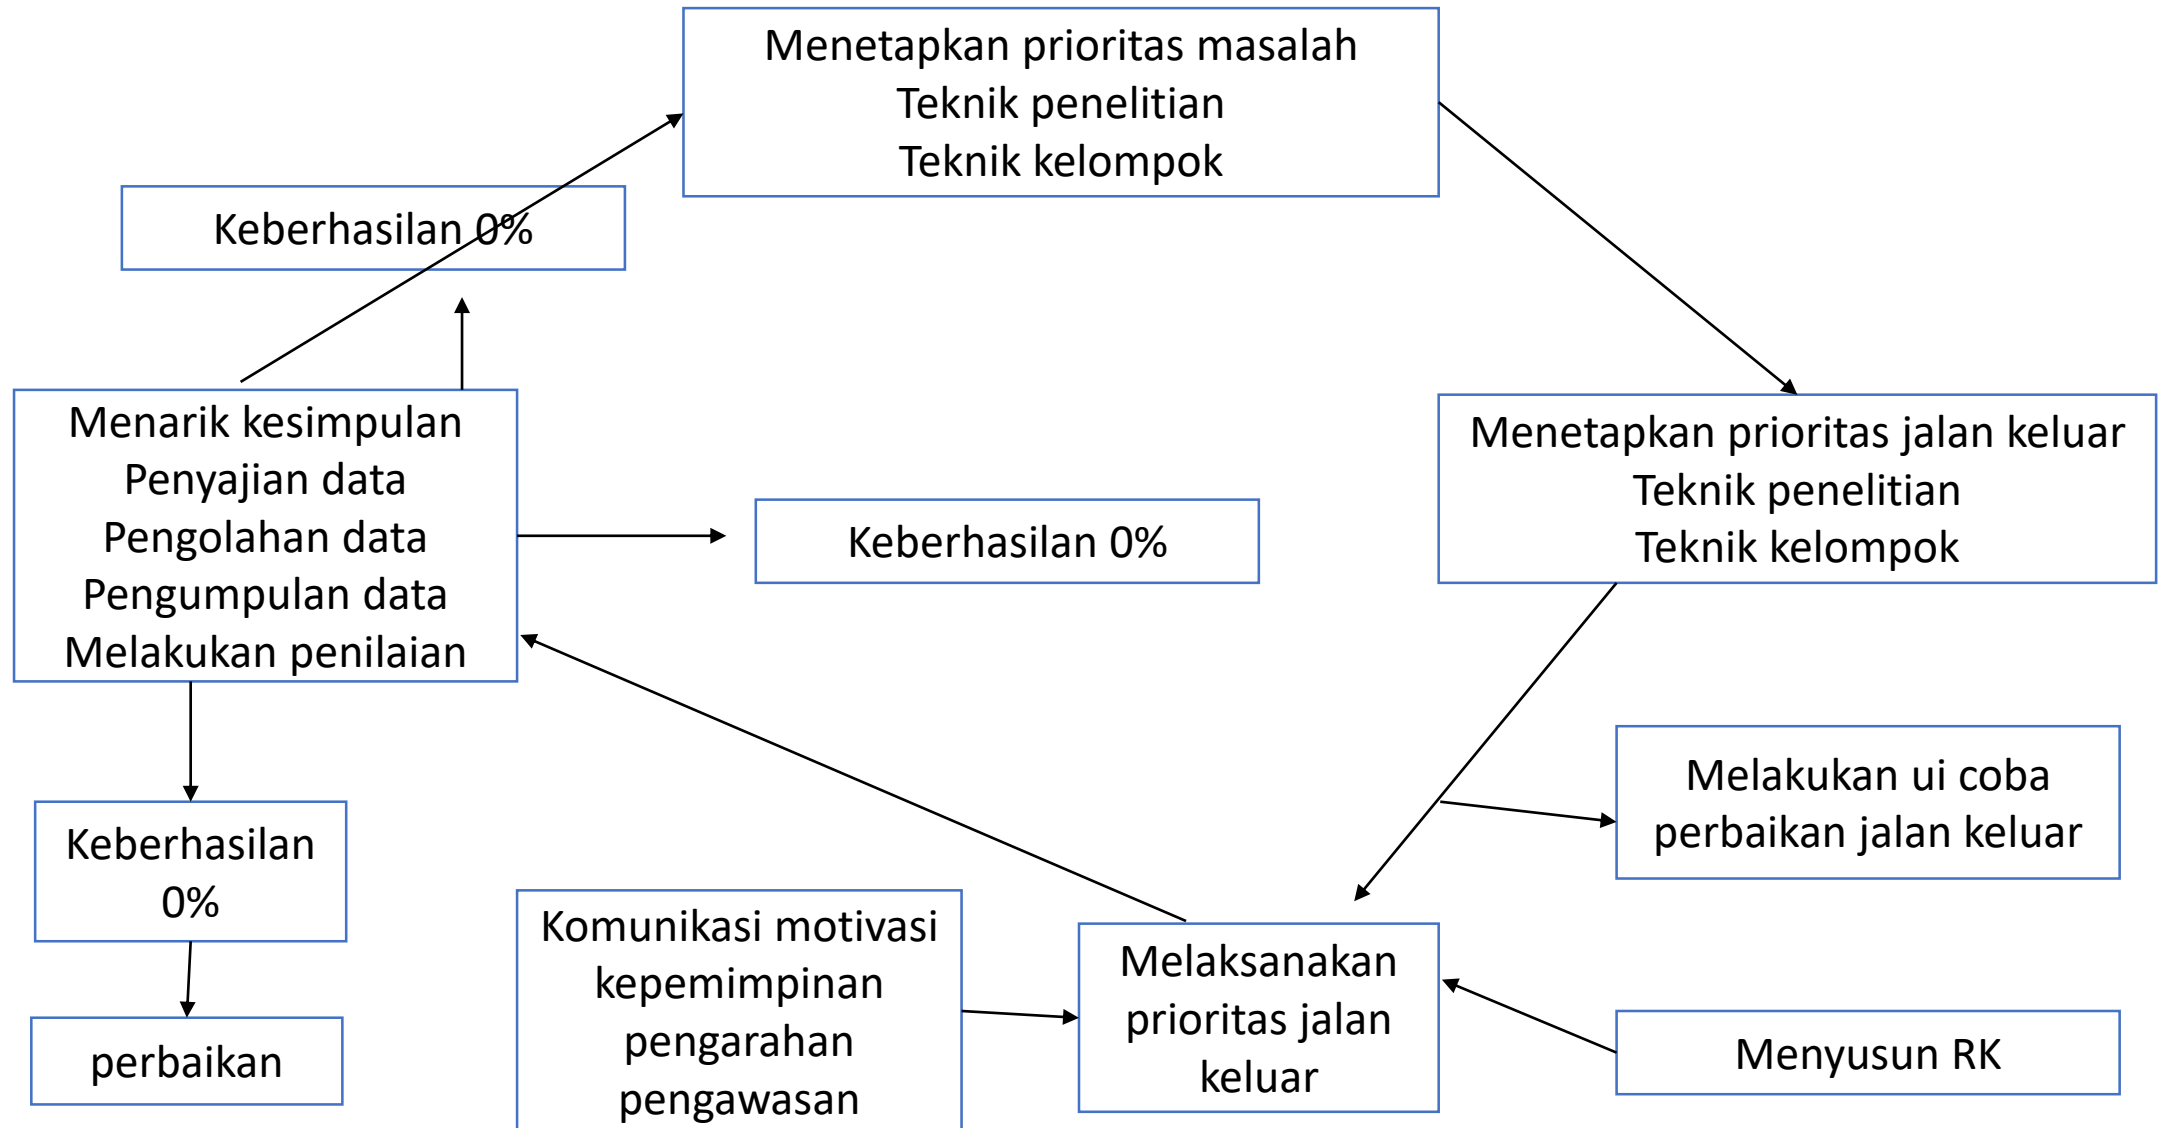 Menetapkan prioritas masalah
Teknik penelitian
Teknik kelompok
Keberhasilan 0%
Menarik kesimpulan
Penyajian data
Pengolahan data
Pengumpulan data
Melakukan penilaian
Keberhasilan 0%
Menetapkan prioritas jalan keluar
Teknik penelitian
Teknik kelompok
Melakukan ui coba
perbaikan jalan keluar
Keberhasilan
0%
Komunikasi motivasi
kepemimpinan
pengarahan
pengawasan
Melaksanakan
prioritas jalan
keluar
perbaikan
Menyusun RK